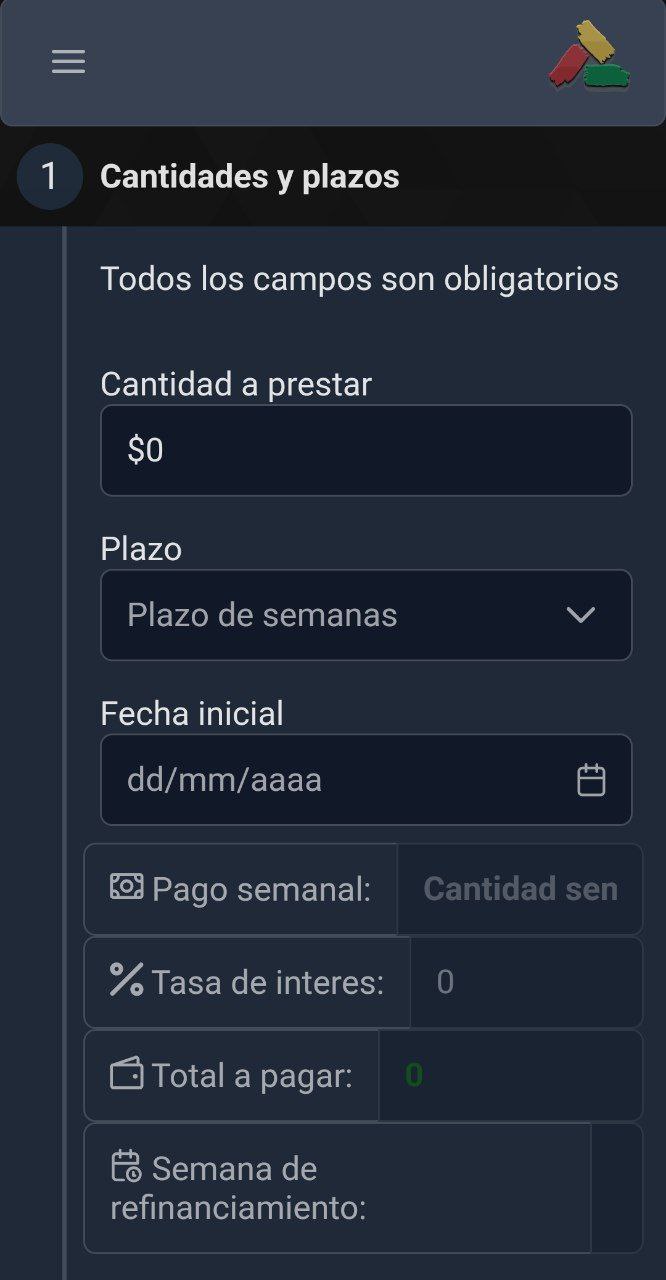 1 Cantidades y plazos
Todos los campos son obligatorios
Cantidad a prestar
$0
Plazo
Plazo de semanas
Fecha inicial
dd/mm/aaaa
Pago semanal: Cantidad sen
Tasa de interes: 0
Total a pagar: 0
Semana de
refinanciamiento: